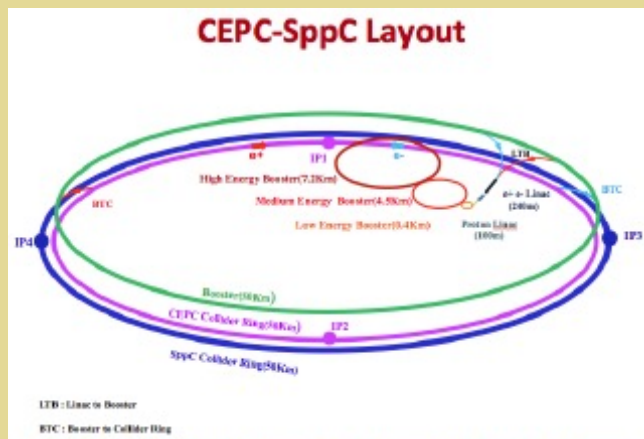 CEPC-SppC Layout
e+
IP1
e-
LTB
High Energy Booster(7.2Km)
e+ e- Linac
(240m)
BTC
BTC
Medium Energy Booster(4.5Km)
Low Energy Booster(0.4Km)
Proton Linac
(100m)
IP4
IP3
Booster(50Km)
CEPC Collider Ring(50Km)
IP2
SppC Collider Ring(50Km)
LTB : Linac to Booster
BTC : Booster to Collider Ring